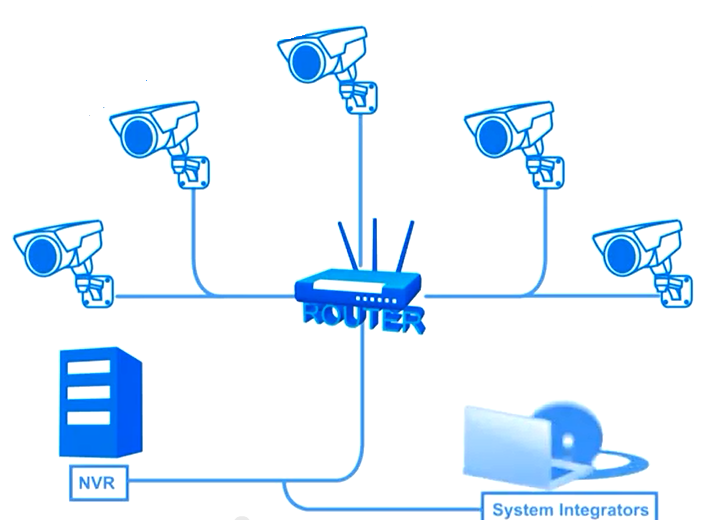 ROUTER
NVR
System Integrators